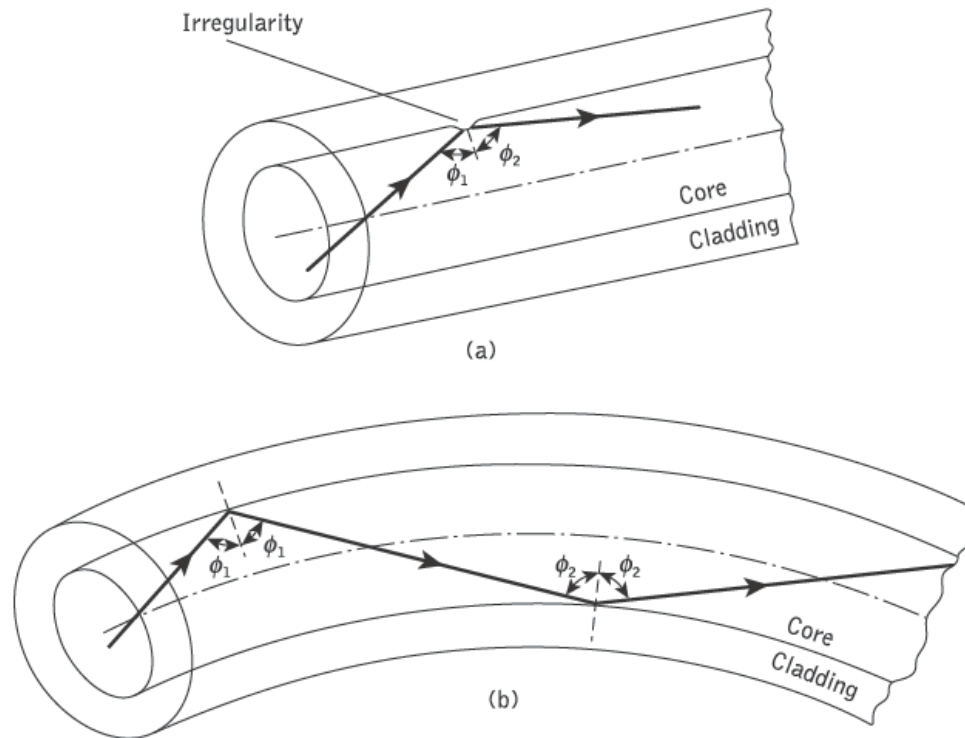 Irregularity
ϕ1
ϕ2
Core
Cladding
(a)
ϕ1
ϕ1
ϕ2
ϕ2
Core
Cladding
(b)